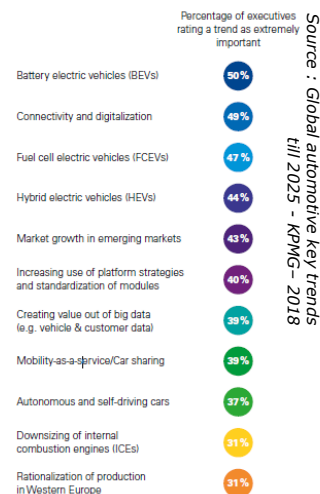 Percentage of executives
rating a trend as extremely
important
Battery electric vehicles (BEVs)
50%
Connectivity and digitalization
49%
Fuel cell electric vehicles (FCEVs)
47%
Hybrid electric vehicles (HEVs)
44%
Market growth in emerging markets
43%
Increasing use of platform strategies
and standardization of modules
40%
Creating value out of big data
(e.g. vehicle & customer data)
39%
Mobility-as-a-service/Car sharing
39%
Autonomous and self-driving cars
37%
Downsizing of internal
combustion engines (ICEs)
31%
Rationalization of production
in Western Europe
31%
Source : Global automotive key trends
till 2025 - KPMG– 2018